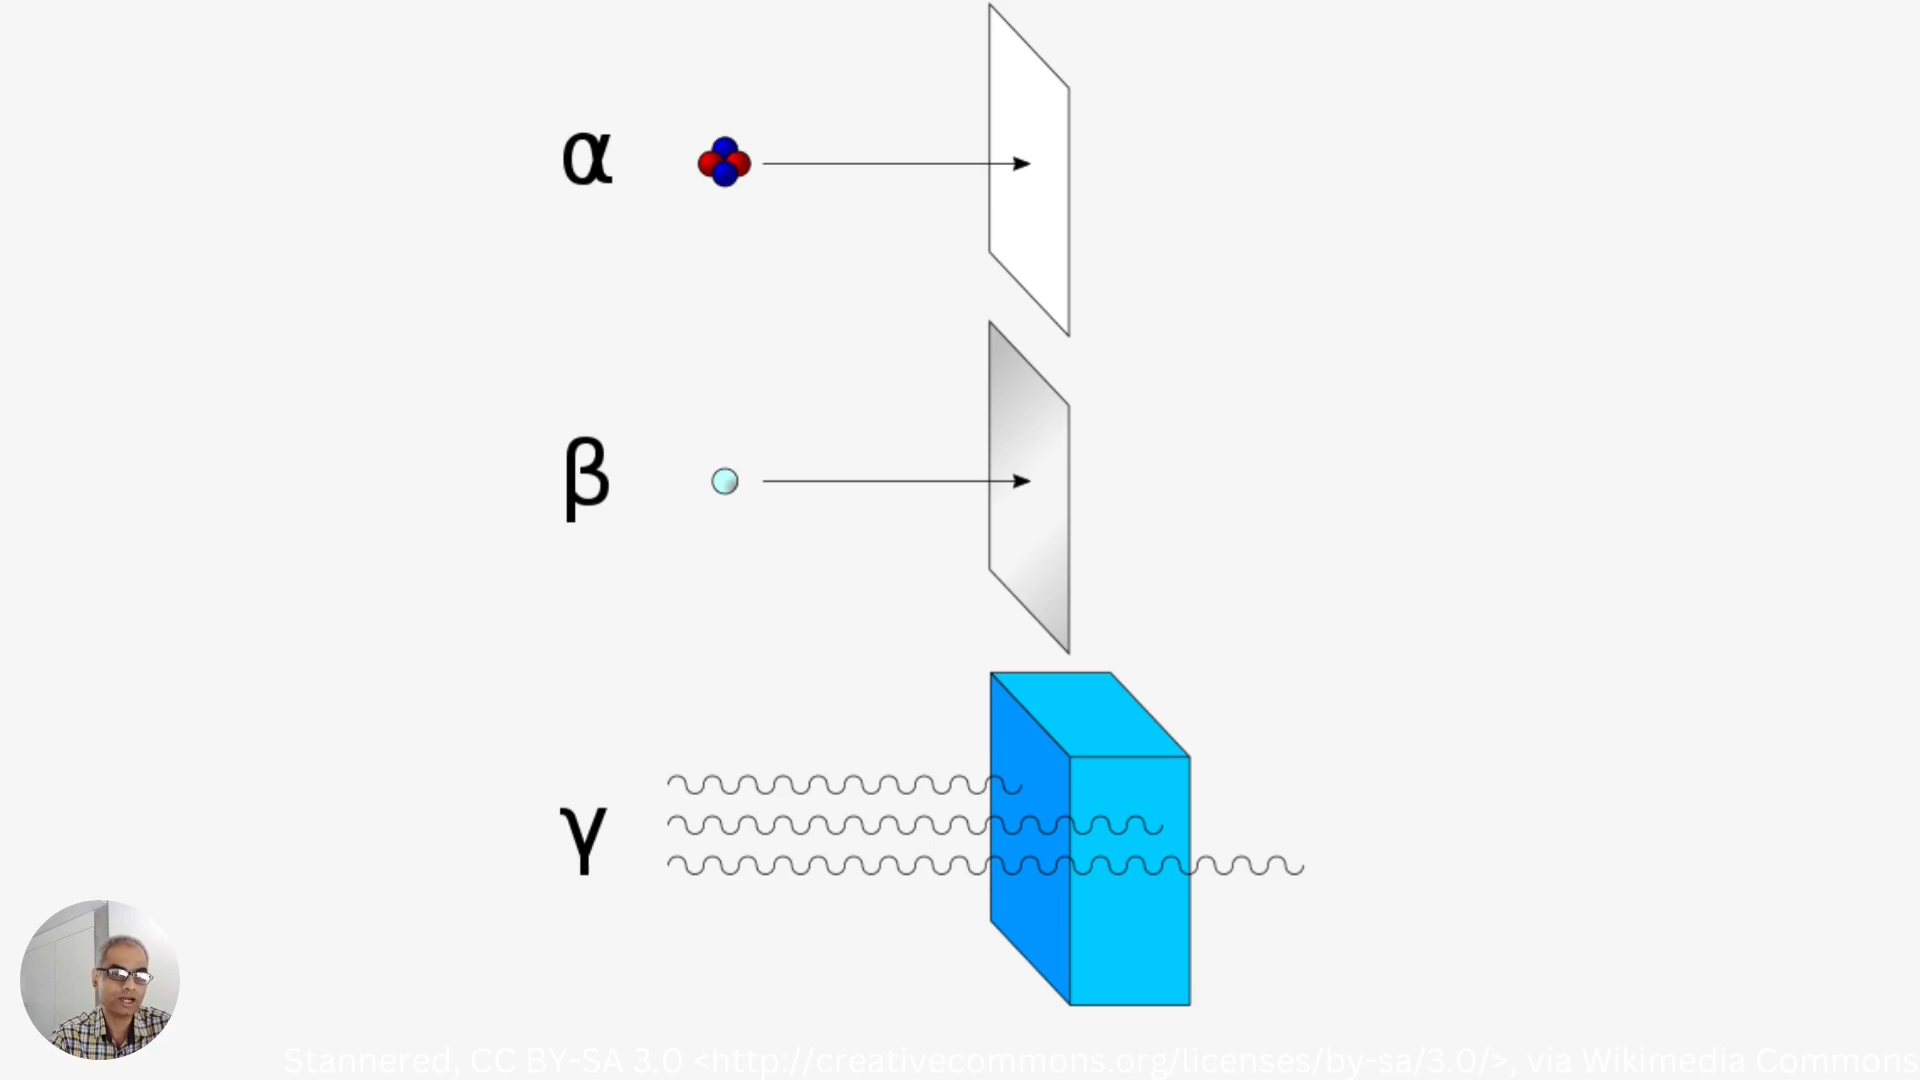 α
β
γ
Stannered, CC BY-SA 3.0 <http://creativecommons.org/licenses/by-sa/3.0/>, via Wikimedia Commons